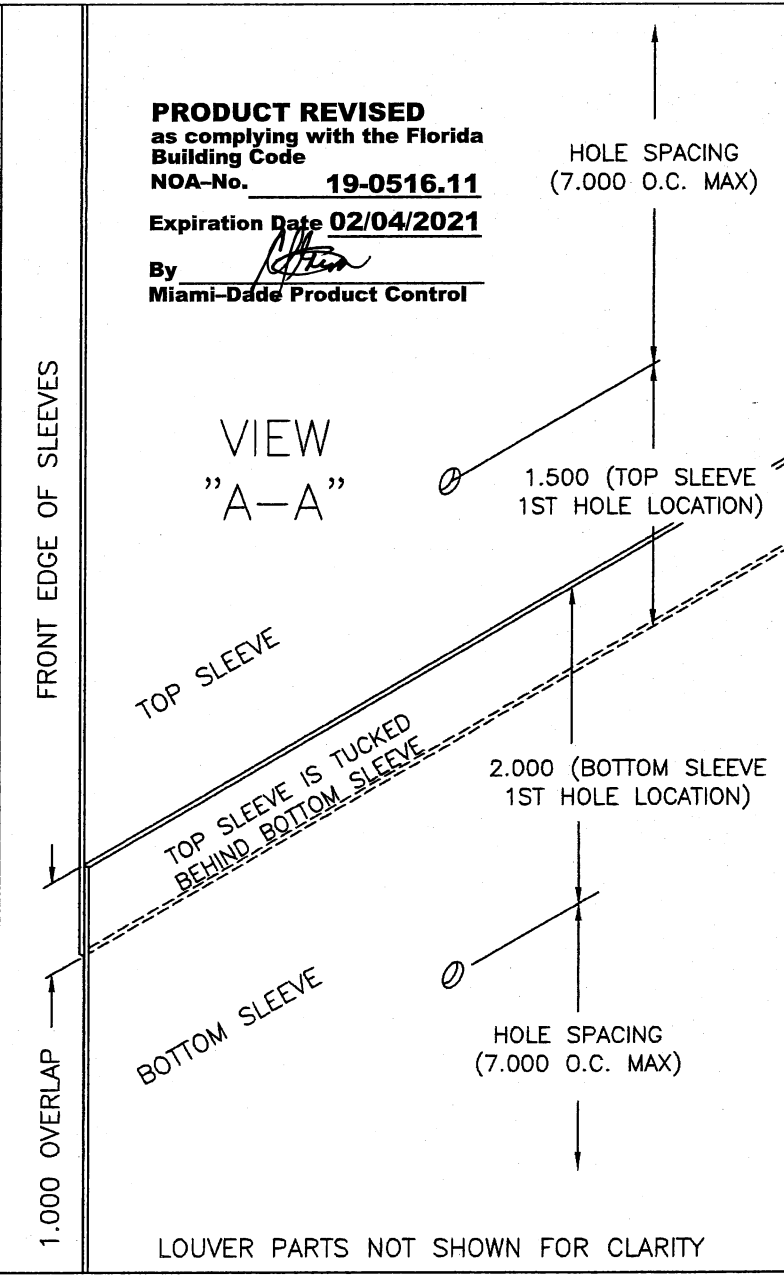 PRODUCT REVISED
as complying with the Florida
Building Code
NOA–No. 19-0516.11
Expiration Date 02/04/2021
By
Miami–Dade Product Control
HOLE SPACING
(7.000 O.C. MAX)
FRONT EDGE OF SLEEVES
VIEW
"A–A"
1.500 (TOP SLEEVE
1ST HOLE LOCATION)
TOP SLEEVE
TOP SLEEVE IS TUCKED
BEHIND BOTTOM SLEEVE
2.000 (BOTTOM SLEEVE
1ST HOLE LOCATION)
BOTTOM SLEEVE
HOLE SPACING
(7.000 O.C. MAX)
1.000 OVERLAP
LOUVER PARTS NOT SHOWN FOR CLARITY